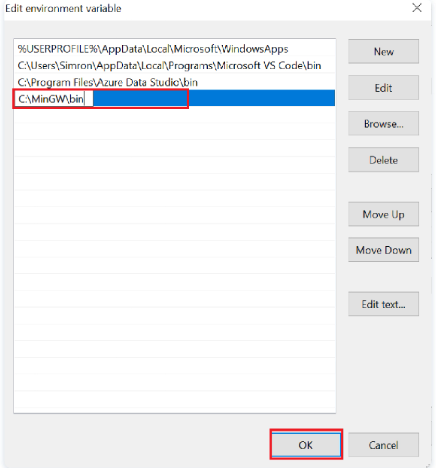 Edit environment variable
%USERPROFILE%\AppData\Local\Microsoft\WindowsApps
C:\Users\Simron\AppData\Local\Programs\Microsoft VS Code\bin
C:\Program Files\Azure Data Studio\bin
C:\MinGW\bin
New
Edit
Browse...
Delete
Move Up
Move Down
Edit text...
OK
Cancel